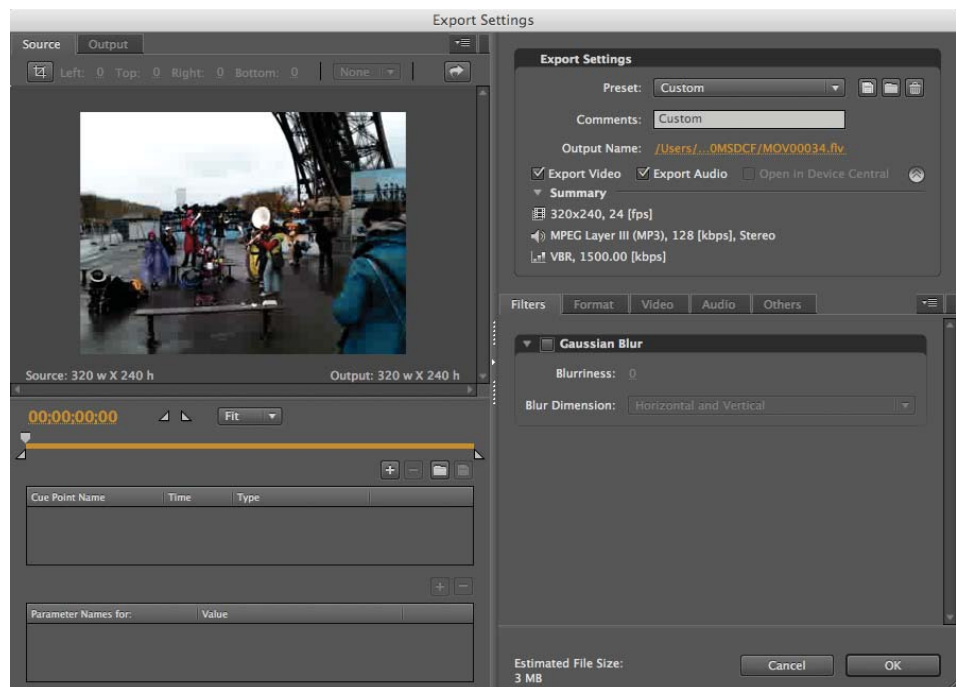 Export Settings
Source Output
Left: 0 Top: 0 Right: 0 Bottom: 0 None
Source: 320 w X 240 h Output: 320 w X 240 h
00;00;00;00 Fit
Cue Point Name Time Type
Parameter Names for: Value
Export Settings
Preset: Custom
Comments: Custom
Output Name: /Users/...0MSDCF/MOV00034.flv
Export Video Export Audio Open in Device Central
Summary
320x240, 24 [fps]
MPEG Layer III (MP3), 128 [kbps], Stereo
VBR, 1500.00 [kbps]
Filters Format Video Audio Others
Gaussian Blur
Blurriness: 0
Blur Dimension: Horizontal and Vertical
Estimated File Size:
3 MB
Cancel OK